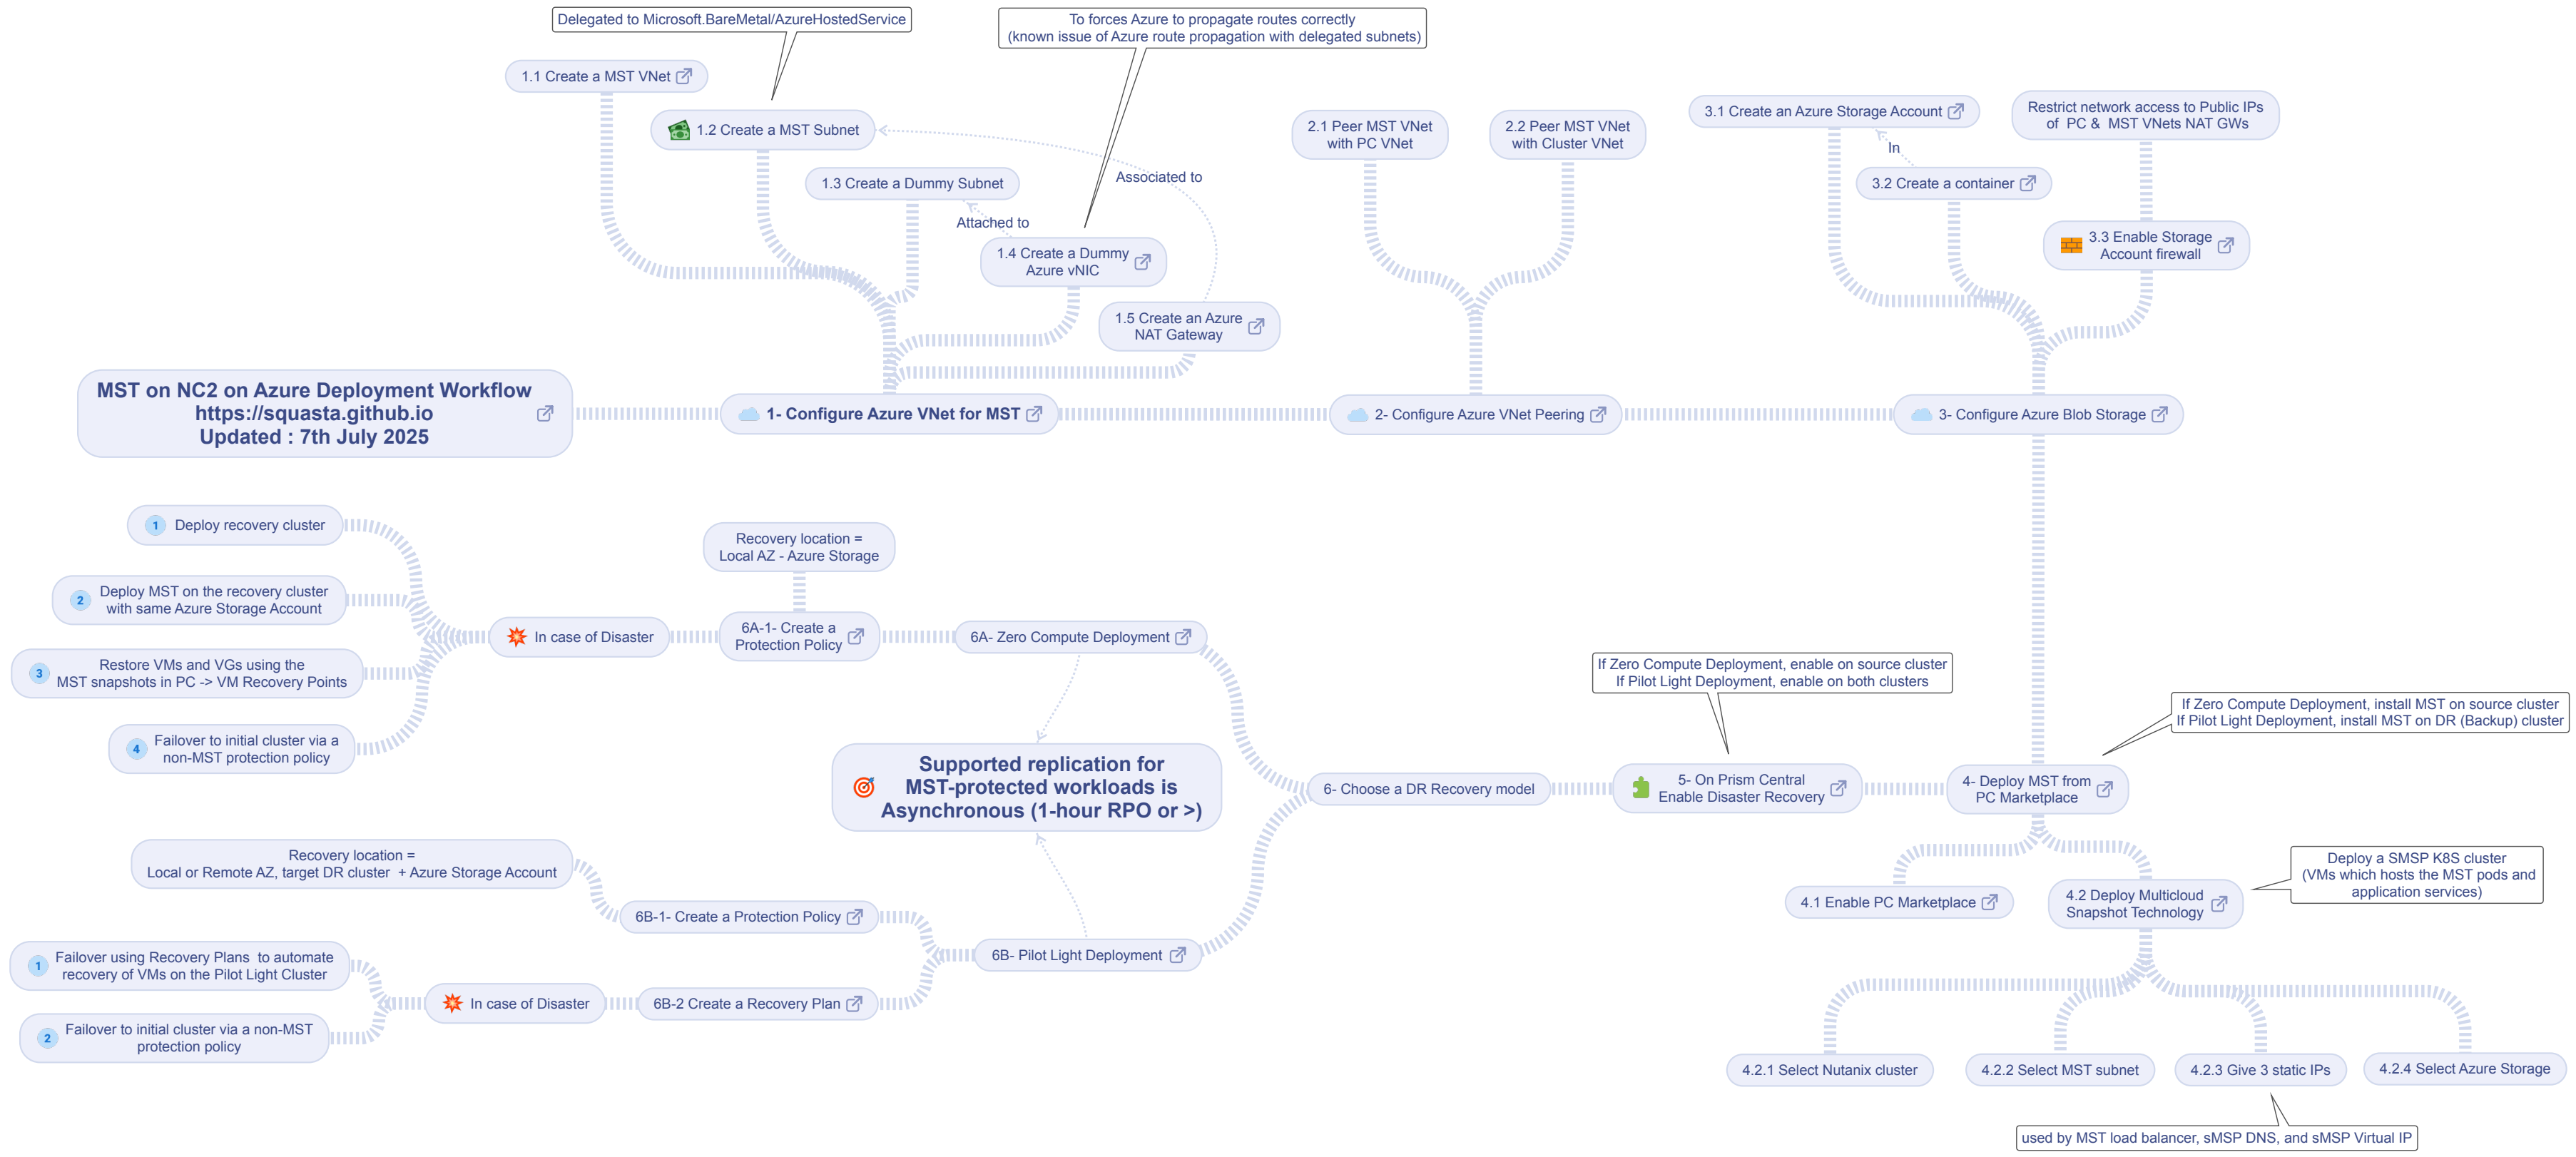 Delegated to Microsoft.BareMetal/AzureHostedService
To forces Azure to propagate routes correctly
(known issue of Azure route propagation with delegated subnets)
1.1 Create a MST VNet
1.2 Create a MST Subnet
1.3 Create a Dummy Subnet
Associated to
Attached to
1.4 Create a Dummy
Azure vNIC
1.5 Create an Azure
NAT Gateway
2.1 Peer MST VNet
with PC VNet
2.2 Peer MST VNet
with Cluster VNet
3.1 Create an Azure Storage Account
In
3.2 Create a container
Restrict network access to Public IPs
of PC & MST VNets NAT GWs
3.3 Enable Storage
Account firewall
MST on NC2 on Azure Deployment Workflow
https://squasta.github.io
Updated : 7th July 2025
1- Configure Azure VNet for MST
2- Configure Azure VNet Peering
3- Configure Azure Blob Storage
1 Deploy recovery cluster
2 Deploy MST on the recovery cluster
with same Azure Storage Account
3 Restore VMs and VGs using the
MST snapshots in PC -> VM Recovery Points
4 Failover to initial cluster via a
non-MST protection policy
In case of Disaster
Recovery location =
Local AZ - Azure Storage
6A-1- Create a
Protection Policy
6A- Zero Compute Deployment
Supported replication for
MST-protected workloads is
Asynchronous (1-hour RPO or >)
6- Choose a DR Recovery model
If Zero Compute Deployment, enable on source cluster
If Pilot Light Deployment, enable on both clusters
5- On Prism Central
Enable Disaster Recovery
If Zero Compute Deployment, install MST on source cluster
If Pilot Light Deployment, install MST on DR (Backup) cluster
4- Deploy MST from
PC Marketplace
Recovery location =
Local or Remote AZ, target DR cluster + Azure Storage Account
6B-1- Create a Protection Policy
6B- Pilot Light Deployment
6B-2 Create a Recovery Plan
In case of Disaster
1 Failover using Recovery Plans to automate
recovery of VMs on the Pilot Light Cluster
2 Failover to initial cluster via a non-MST
protection policy
4.1 Enable PC Marketplace
4.2 Deploy Multicloud
Snapshot Technology
Deploy a SMSP K8S cluster
(VMs which hosts the MST pods and
application services)
4.2.1 Select Nutanix cluster
4.2.2 Select MST subnet
4.2.3 Give 3 static IPs
4.2.4 Select Azure Storage
used by MST load balancer, sMSP DNS, and sMSP Virtual IP